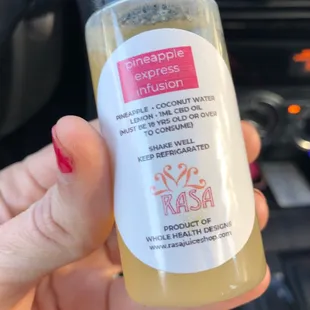 pineapple
express
infusion
PINEAPPLE • COCONUT WATER
LEMON • 1ML CBD OIL
(MUST BE 18 YRS OLD OR OVER
TO CONSUME)
SHAKE WELL
KEEP REFRIGARATED
RASA
PRODUCT OF
WHOLE HEALTH DESIGNS
www.rasajuiceshop.com